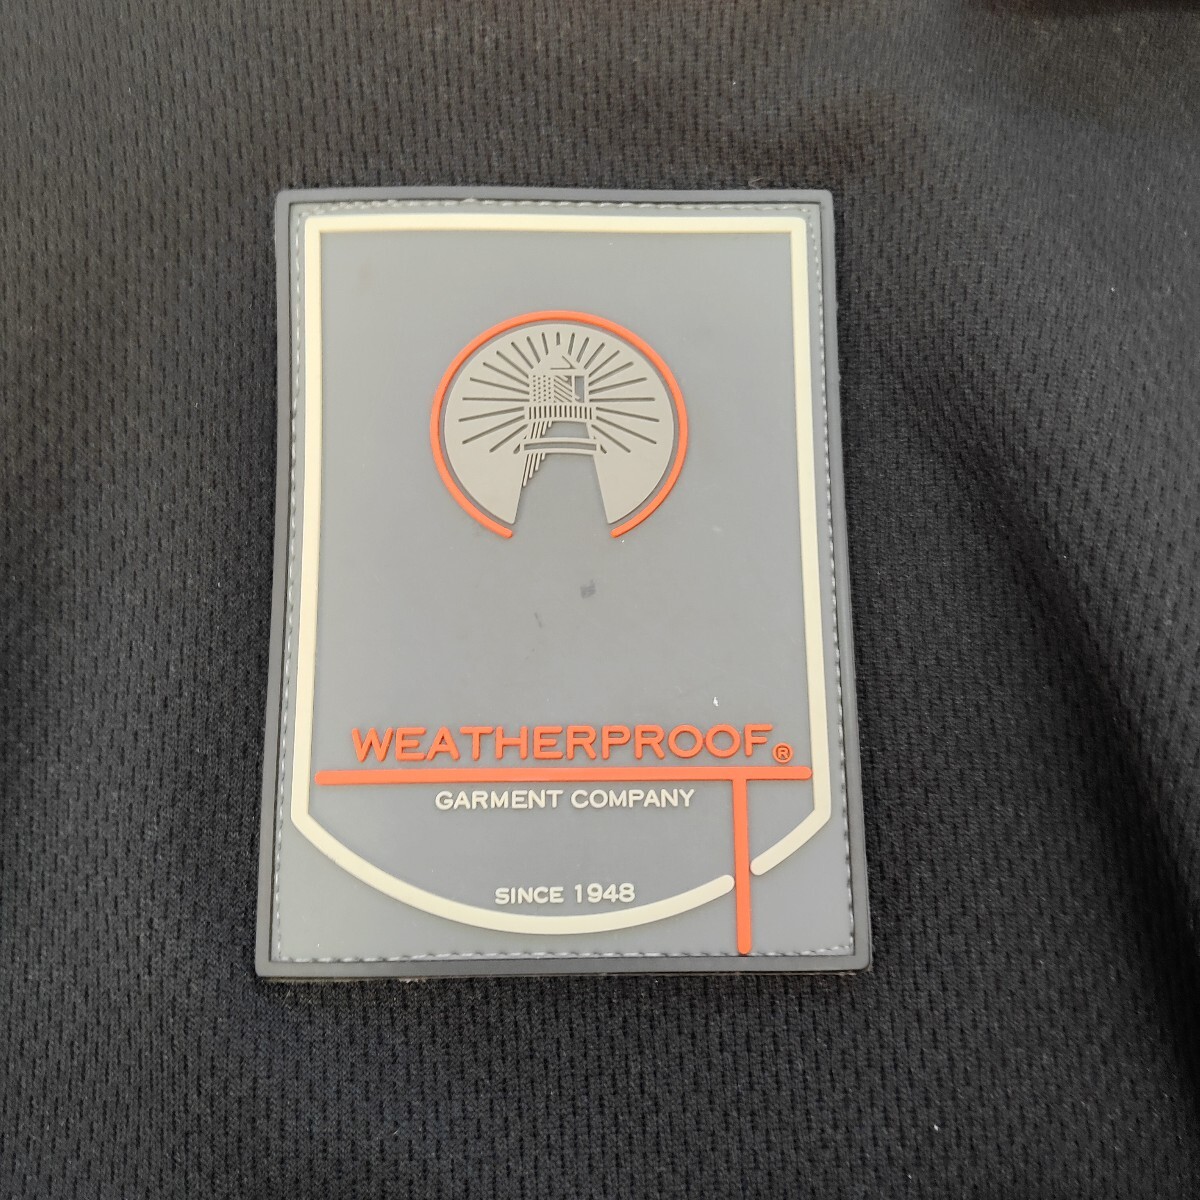 WEATHERPROOF®
GARMENT COMPANY
SINCE 1948